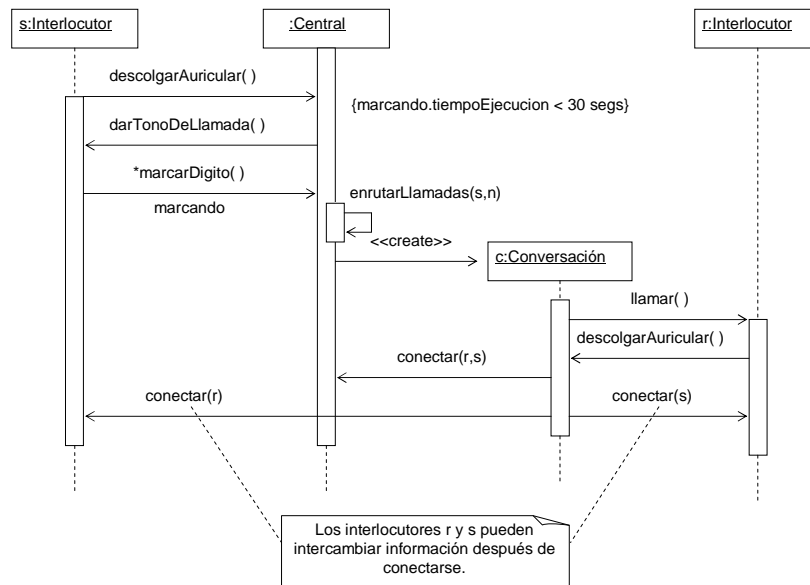 s:Interlocutor
:Central
r:Interlocutor
descolgarAuricular( )
{marcando.tiempoEjecucion < 30 segs}
darTonoDeLlamada( )
*marcarDigito( )
marcando
enrutarLlamadas(s,n)
<<create>>
c:Conversación
llamar( )
descolgarAuricular( )
conectar(r,s)
conectar(r)
conectar(s)
Los interlocutores r y s pueden
intercambiar información después de
conectarse.